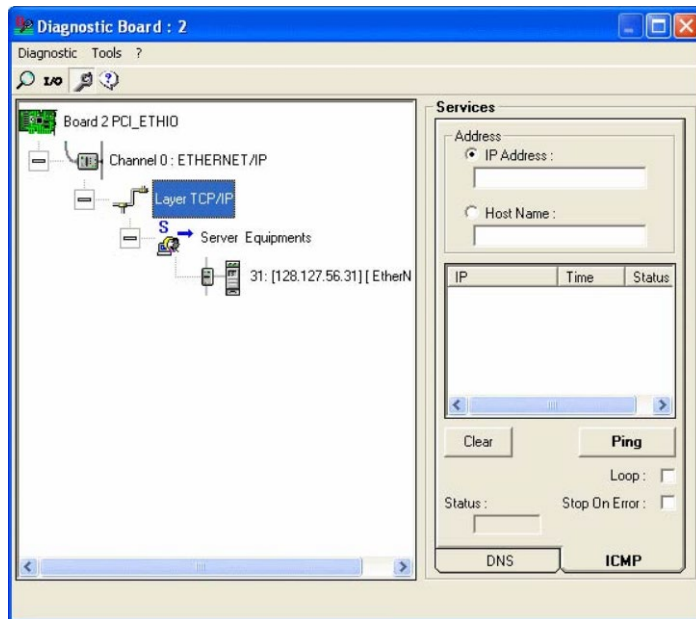 Diagnostic Board : 2
Diagnostic Tools ?
I/O
Board 2 PCI_ETHIO
Channel 0 : ETHERNET/IP
Layer TCP/IP
S
Server Equipments
31: [128.127.56.31] [ EtherN
Services
Address
IP Address :
Host Name :
IP Time Status
Clear Ping
Loop :
Status : Stop On Error :
DNS ICMP